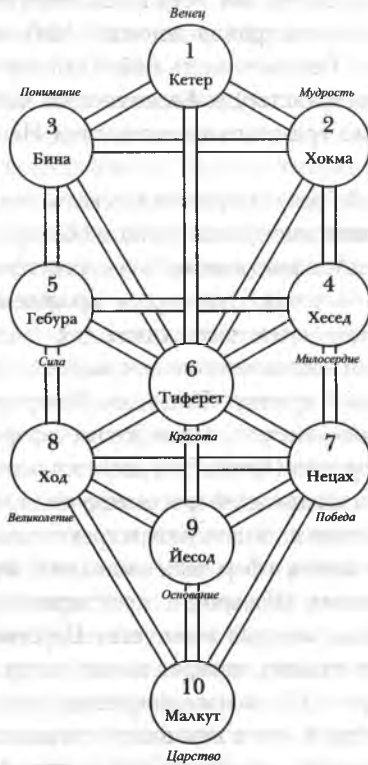 Венец
1
Кетер
Понимание
3
Бина
Мудрость
2
Хокма
5
Гебура
Сила
4
Хесед
Милосердие
6
Тиферет
Красота
8
Ход
Великолепие
7
Нецах
Победа
9
Йесод
Основание
10
Малкут
Царство